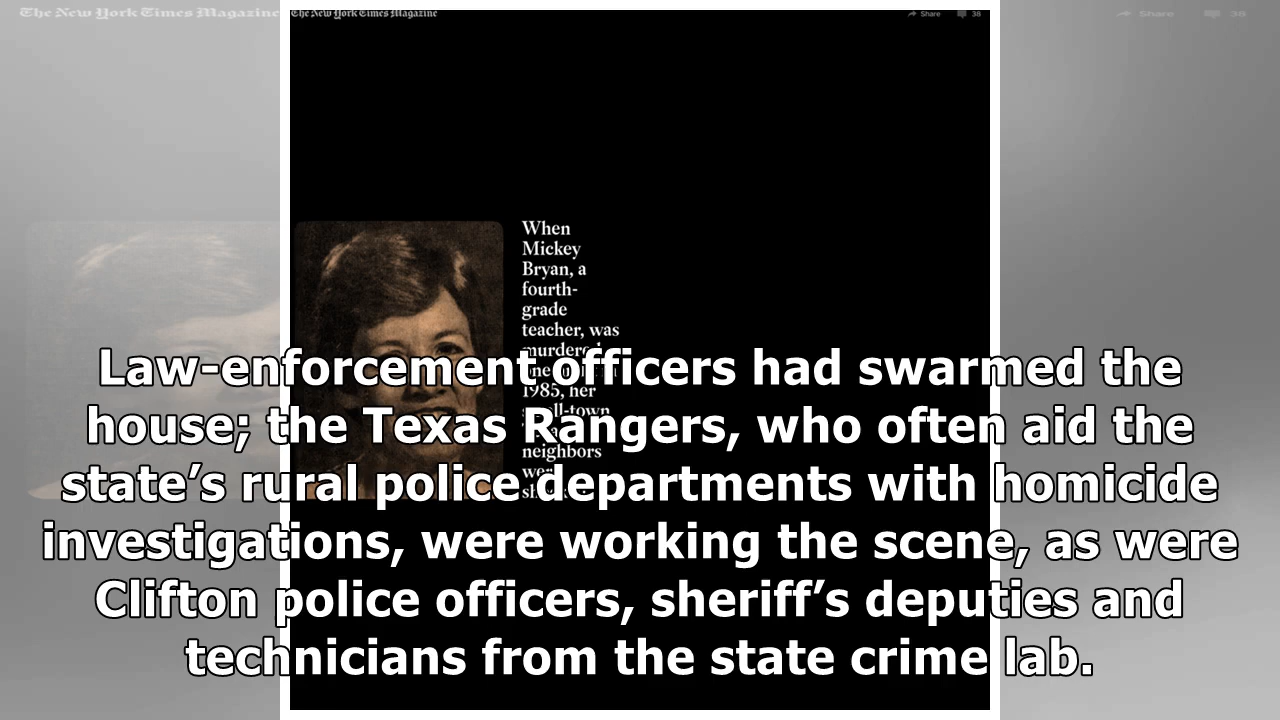 The New York Times Magazine
The New York Times Magazine
Share
38
Share
38
When
Mickey
Bryan, a
fourth-
grade
teacher, was
murdered
1985, her
neighbors
Law-enforcement officers had swarmed the
house; the Texas Rangers, who often aid the
state’s rural police departments with homicide
investigations, were working the scene, as were
Clifton police officers, sheriff’s deputies and
technicians from the state crime lab.